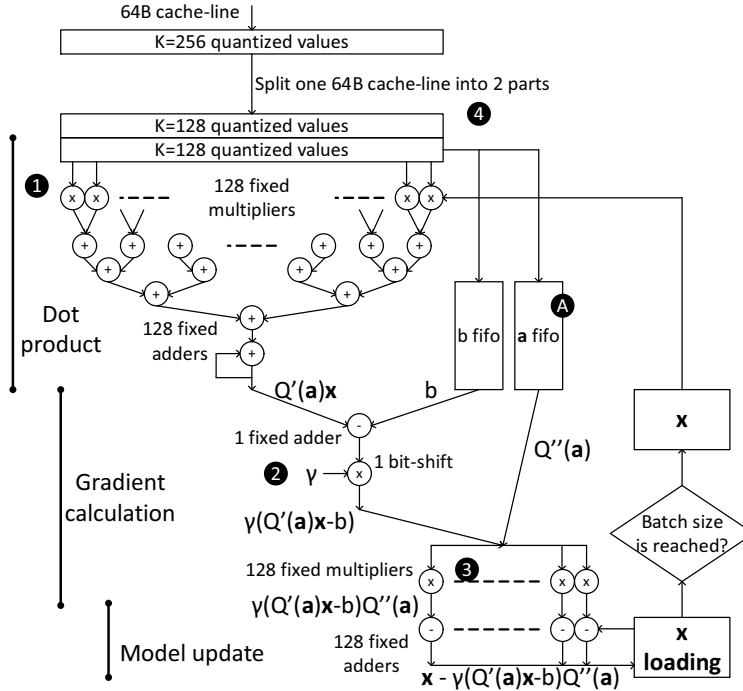 64B cache-line
K=256 quantized values
Split one 64B cache-line into 2 parts
4
K=128 quantized values
K=128 quantized values
1
x x x x
128 fixed
multipliers
+ + + + + +
+ + + +
+ +
A
+
128 fixed
adders
+
b fifo
a fifo
Dot
product
Q'(a)x
b
x
-
1 fixed adder
Q''(a)
1 bit-shift
2
γ
x
Gradient
calculation
γ(Q'(a)x-b)
Batch size
is reached?
3
128 fixed multipliers
x x x
γ(Q'(a)x-b)Q''(a)
- - -
128 fixed
adders
x
loading
Model update
x - γ(Q'(a)x-b)Q''(a)